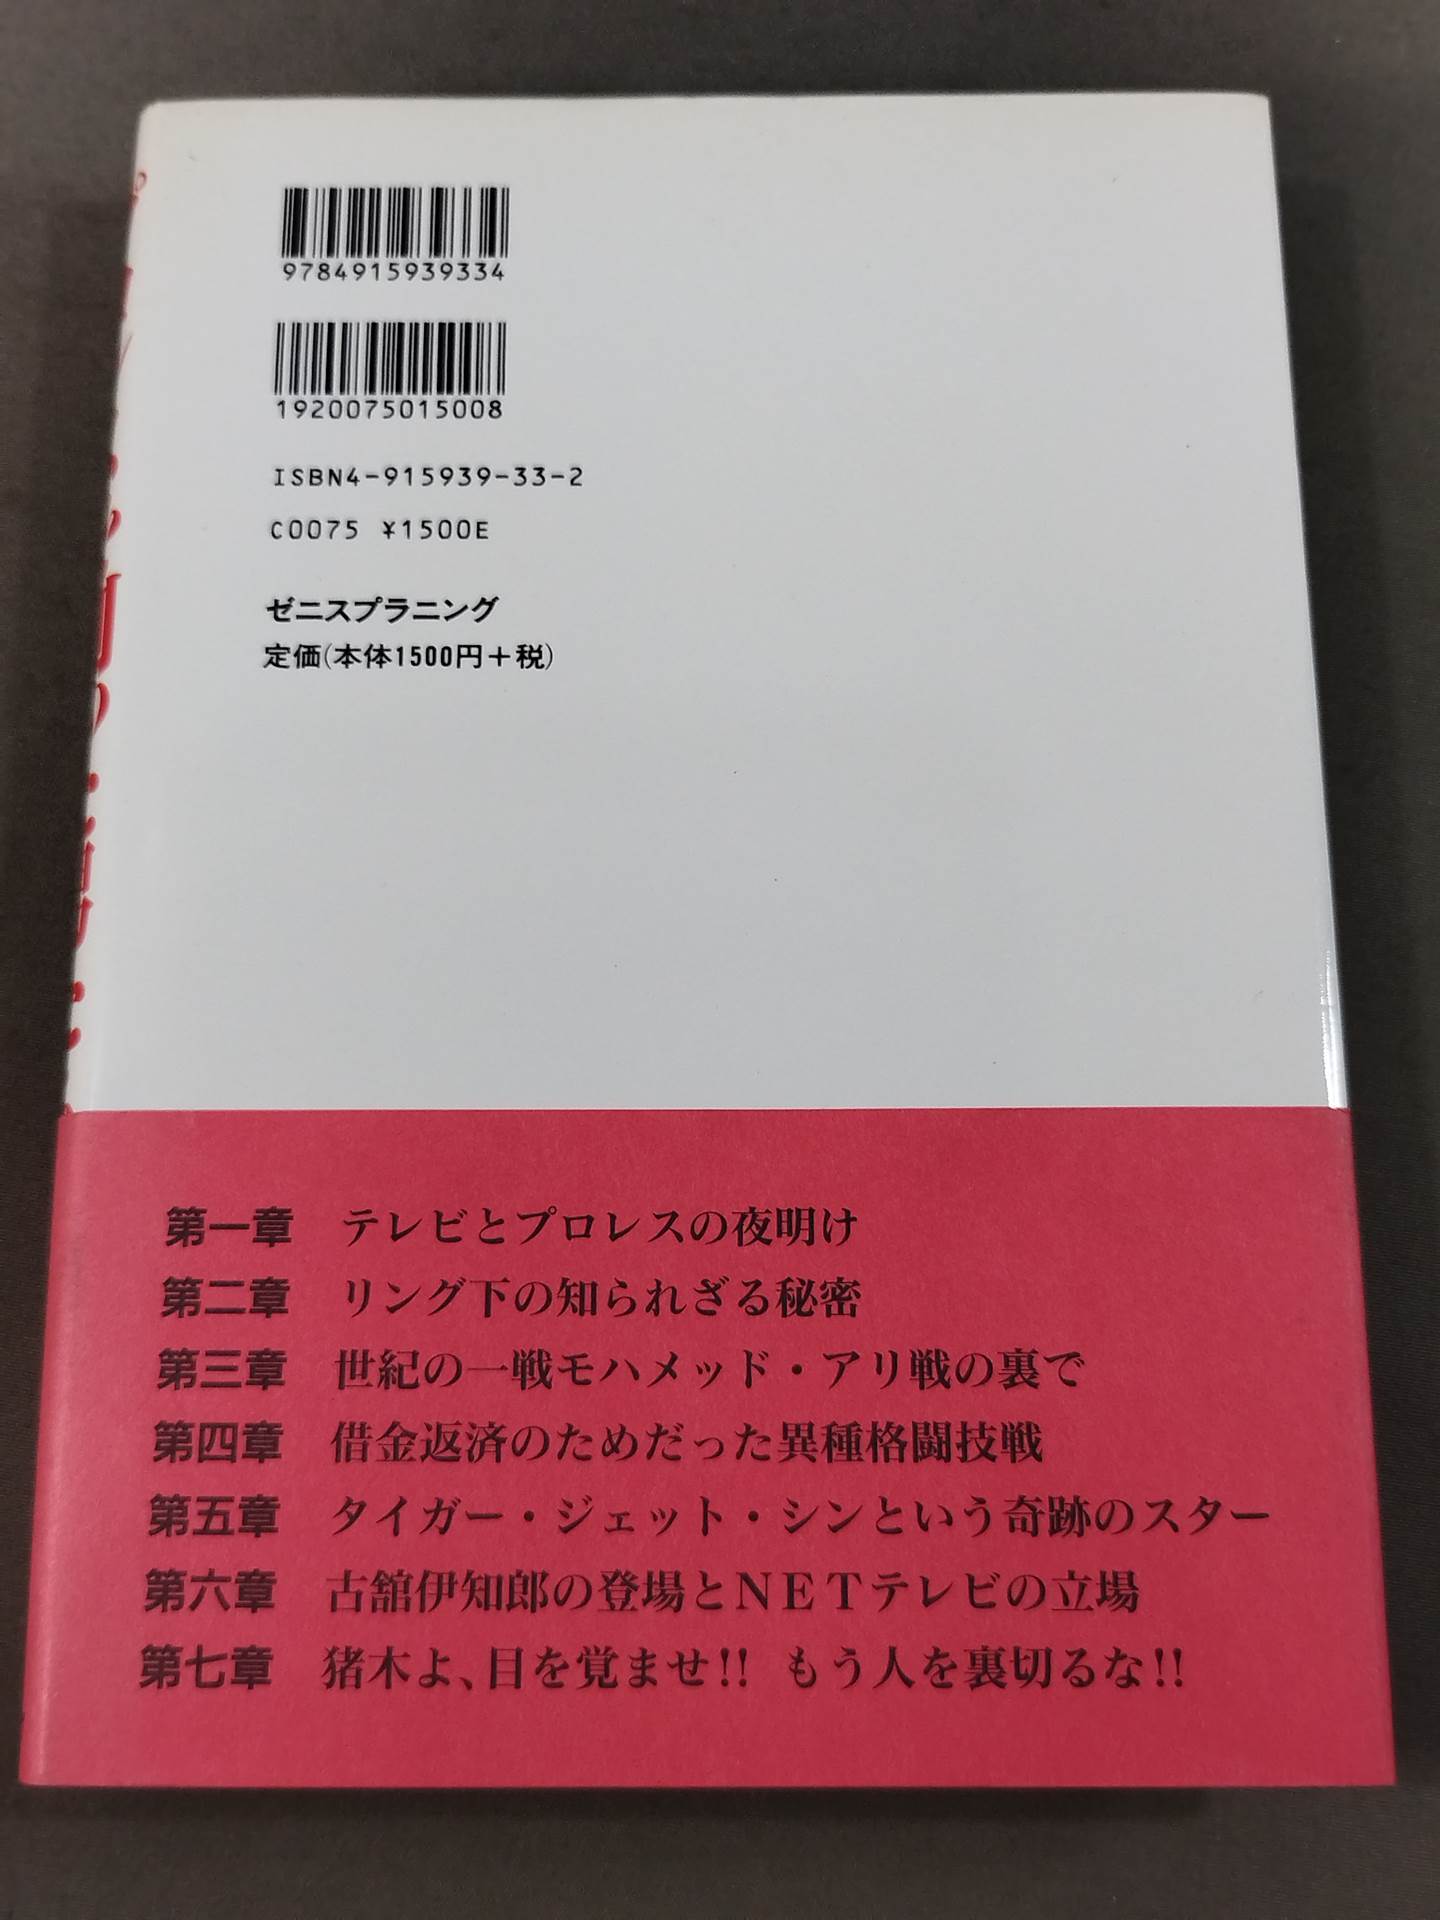 9784915939334
1920075015008
ISBN4-915939-33-2
C0075 ¥1500E
ゼニスプラニング
定価(本体1500円＋税)
第一章 テレビとプロレスの夜明け
第二章 リング下の知られざる秘密
第三章 世紀の一戦モハメッド・アリ戦の裏で
第四章 借金返済のためだった異種格闘技戦
第五章 タイガー・ジェット・シンという奇跡のスター
第六章 古舘伊知郎の登場とNETテレビの立場
第七章 猪木よ、目を覚ませ!! もう人を裏切るな!!